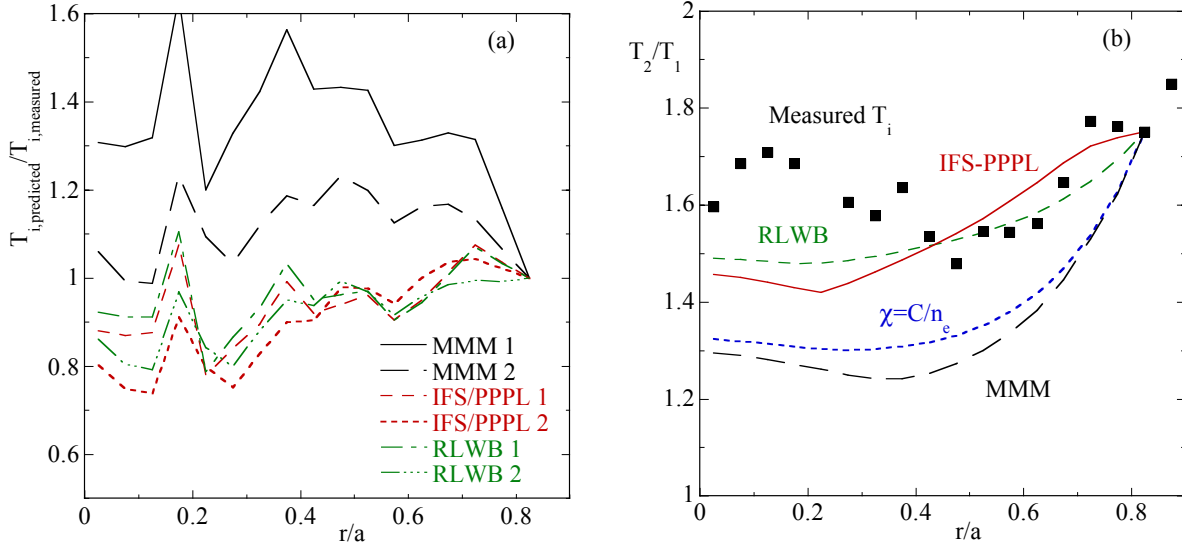 (a)
T_i,predicted/T_i,measured
1.6
1.4
1.2
1
0.8
0.6
MMM 1
MMM 2
IFS/PPPL 1
IFS/PPPL 2
RLWB 1
RLWB 2
0
0.2
0.4
0.6
0.8
r/a
(b)
T_2/T_1
2
1.8
1.6
1.4
1.2
1
Measured T_i
IFS-PPPL
RLWB
χ=C/n_e
MMM
0
0.2
0.4
0.6
0.8
r/a